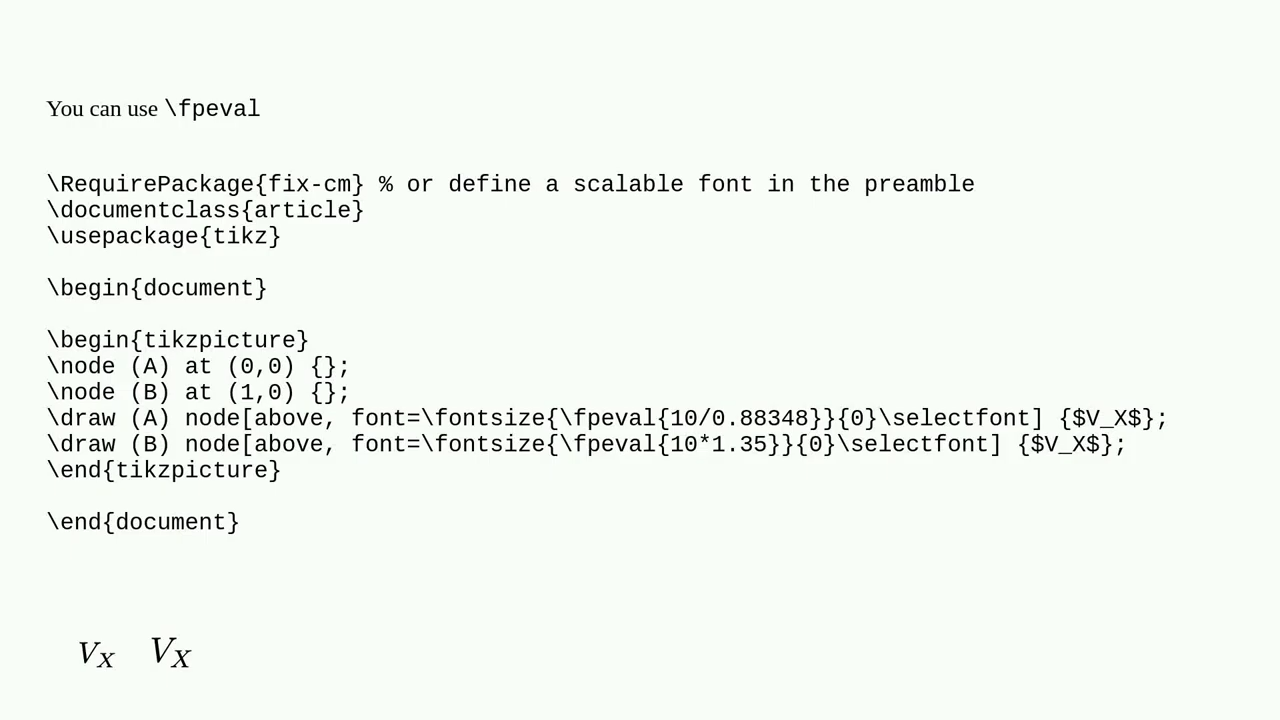 You can use \fpeval
\RequirePackage{fix-cm} % or define a scalable font in the preamble
\documentclass{article}
\usepackage{tikz}
\begin{document}
\begin{tikzpicture}
\node (A) at (0,0) {};
\node (B) at (1,0) {};
\draw (A) node[above, font=\fontsize{\fpeval{10/0.88348}}{0}\selectfont] {$V_X$};
\draw (B) node[above, font=\fontsize{\fpeval{10*1.35}}{0}\selectfont] {$V_X$};
\end{tikzpicture}
\end{document}
V_X V_X